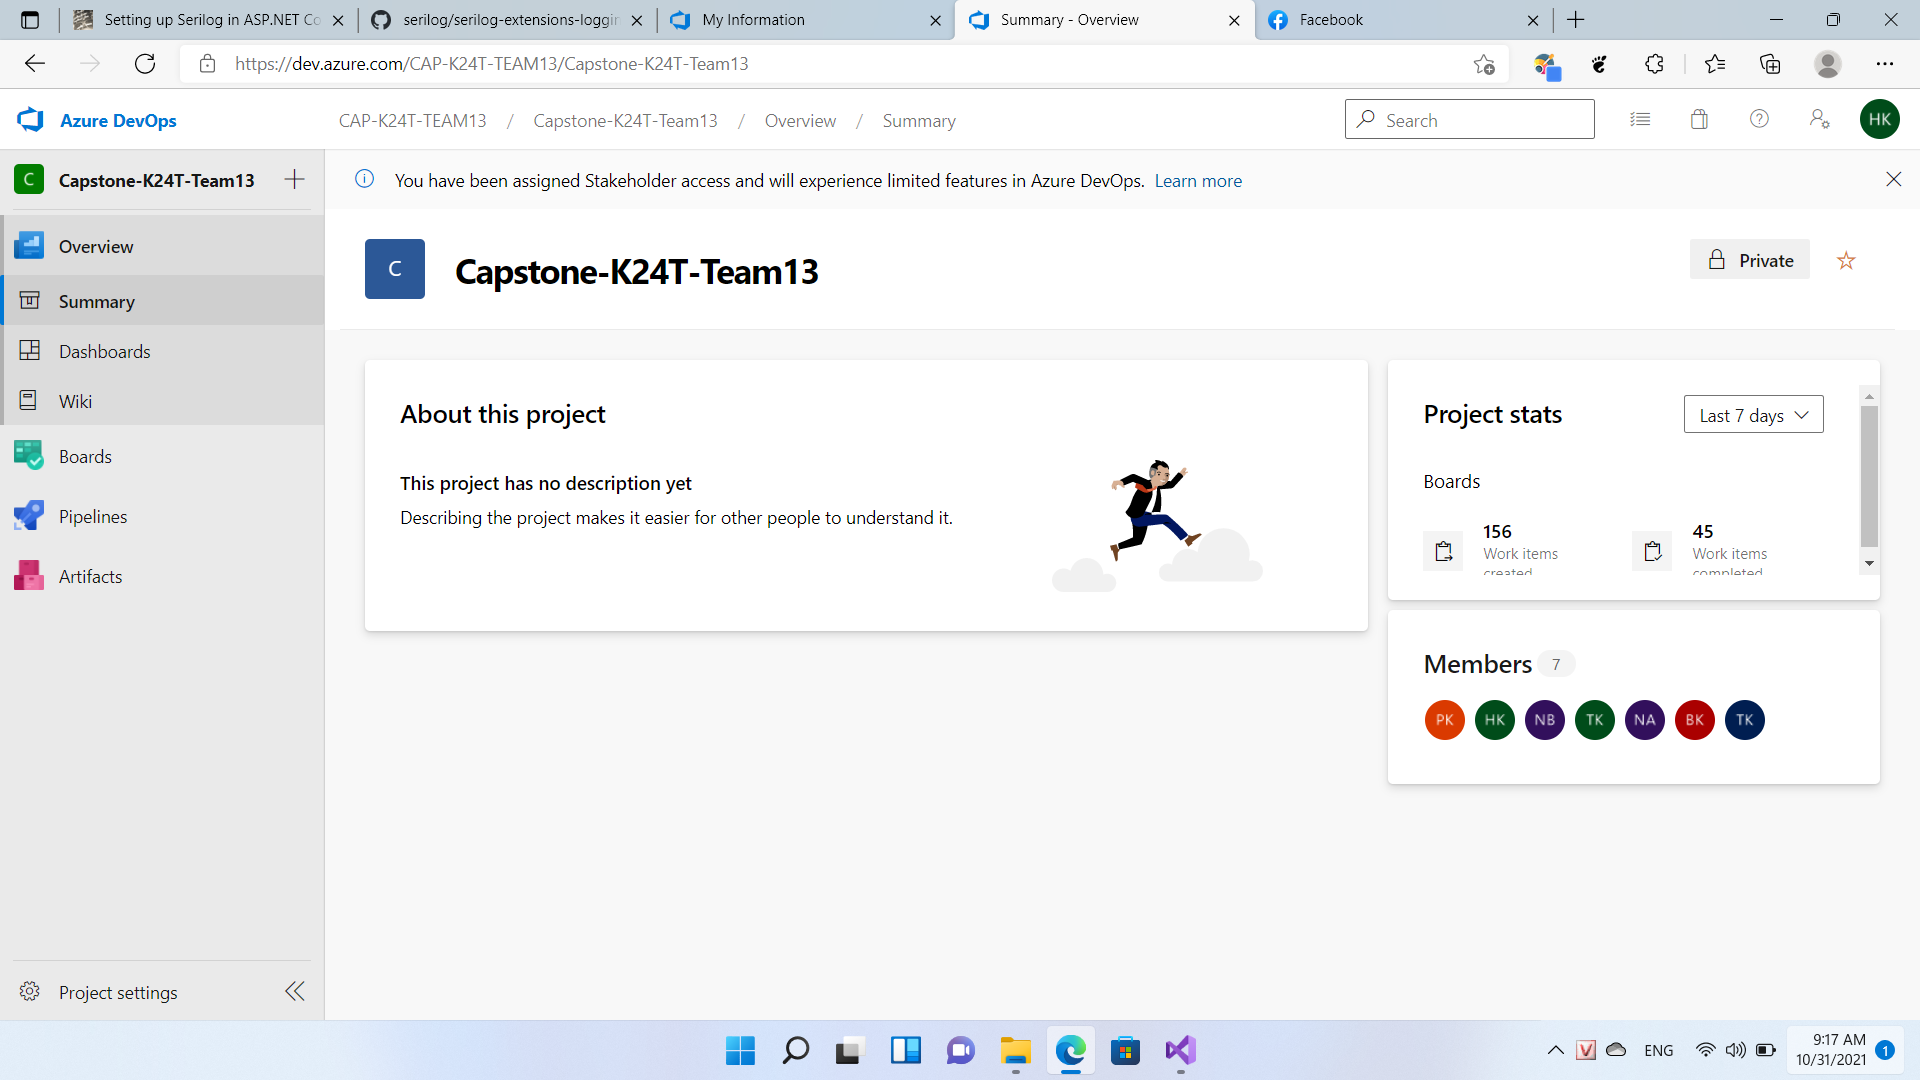 Setting up Serilog in ASP.NET Co
serilog/serilog-extensions-loggin
My Information
Summary - Overview
Facebook
https://dev.azure.com/CAP-K24T-TEAM13/Capstone-K24T-Team13
Azure DevOps
CAP-K24T-TEAM13 / Capstone-K24T-Team13 / Overview / Summary
Search
HK
C
Capstone-K24T-Team13
You have been assigned Stakeholder access and will experience limited features in Azure DevOps. Learn more
Overview
Summary
Dashboards
Wiki
Boards
Pipelines
Artifacts
Project settings
C
Capstone-K24T-Team13
Private
About this project
This project has no description yet
Describing the project makes it easier for other people to understand it.
Project stats
Last 7 days
Boards
156
Work items
created
45
Work items
completed
Members 7
PK HK NB TK NA BK TK
V
ENG
9:17 AM
10/31/2021
1